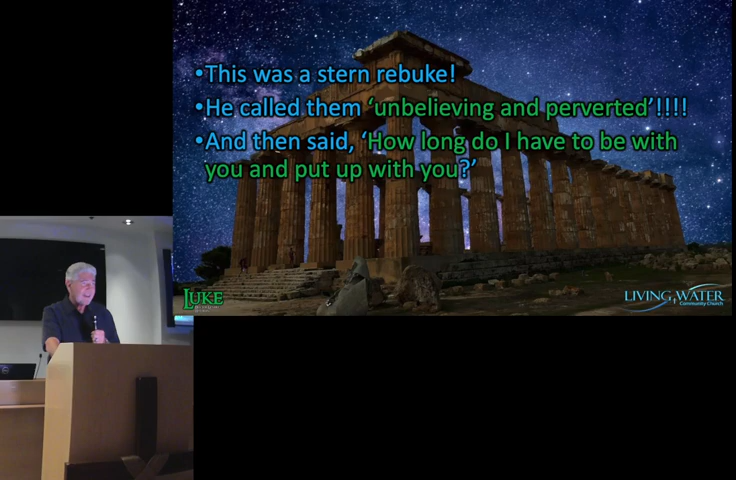 •This was a stern rebuke!
•He called them ‘unbelieving and perverted’!!!!
•And then said, ‘How long do I have to be with
you and put up with you?’
LUKE
LIVING WATER
Community Church